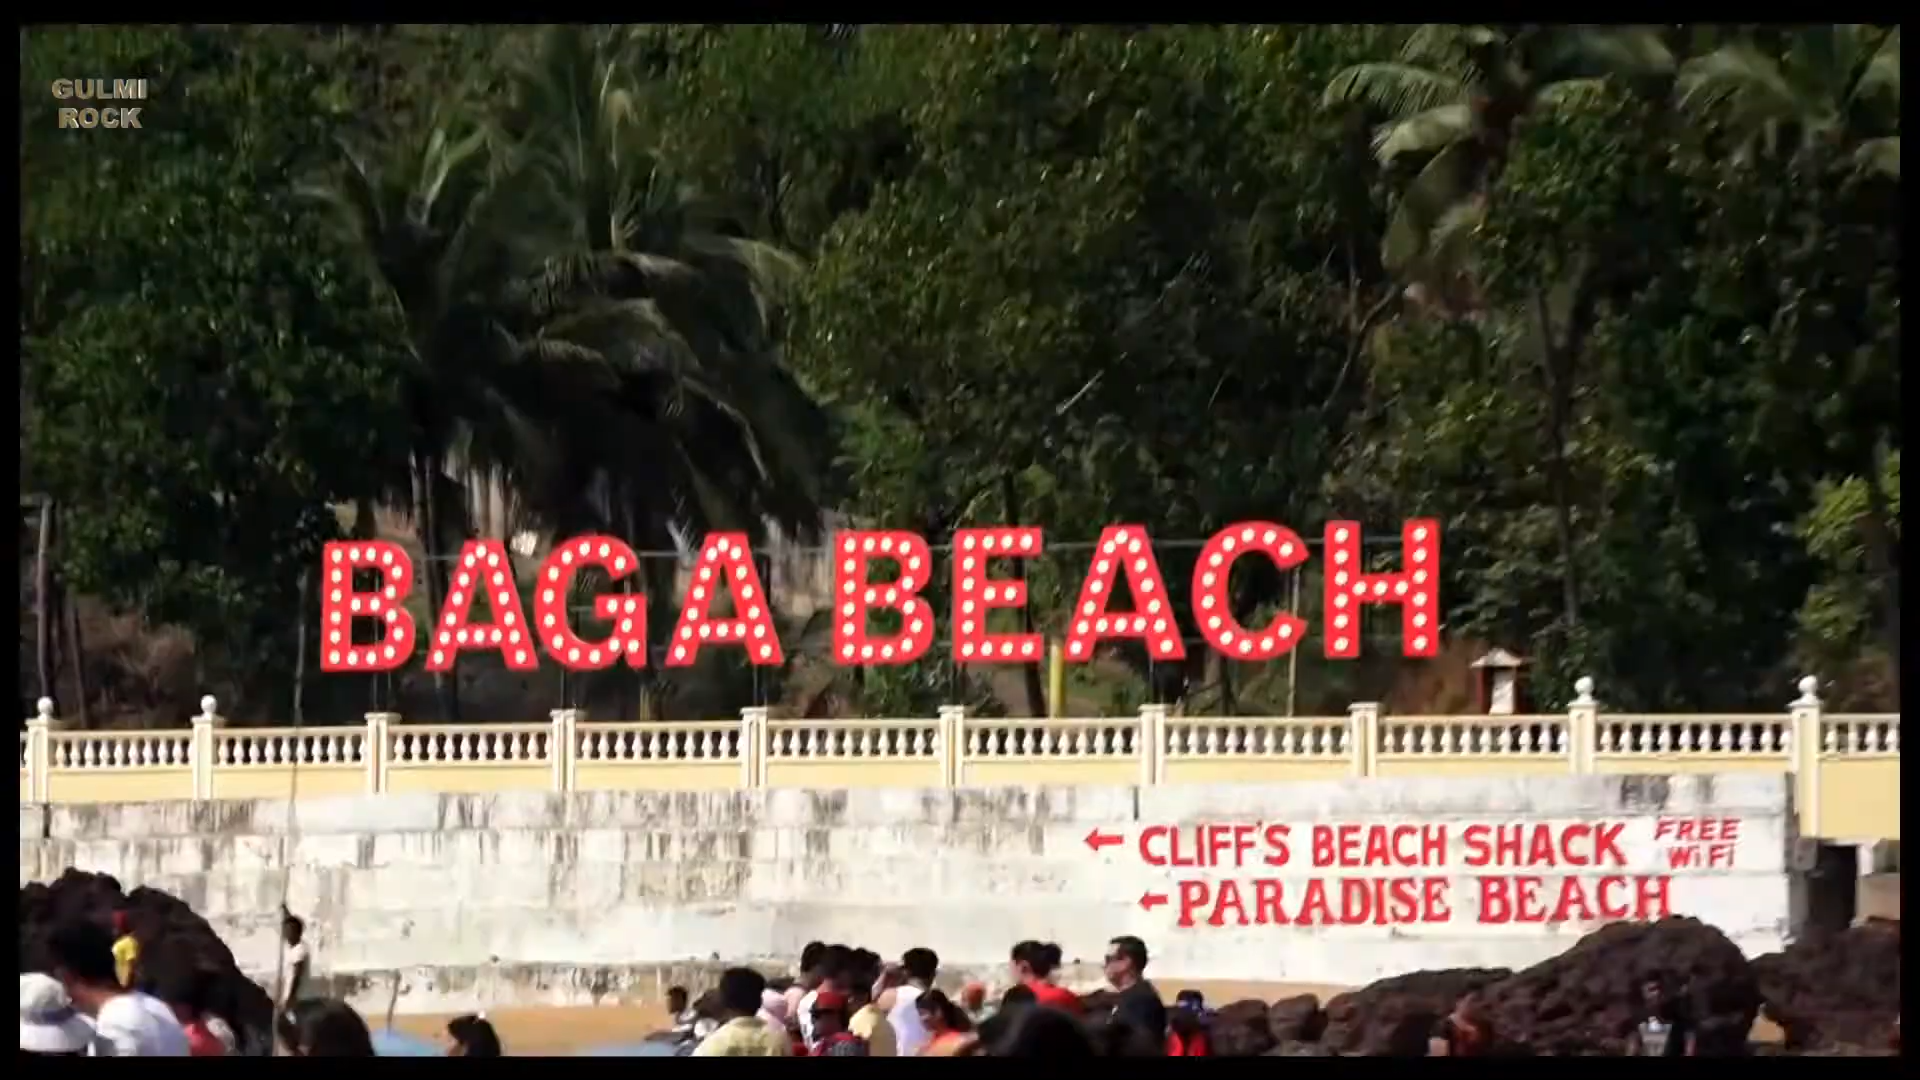 GULMI
ROCK
BAGA BEACH
← CLIFF'S BEACH SHACK FREE WiFi
← PARADISE BEACH